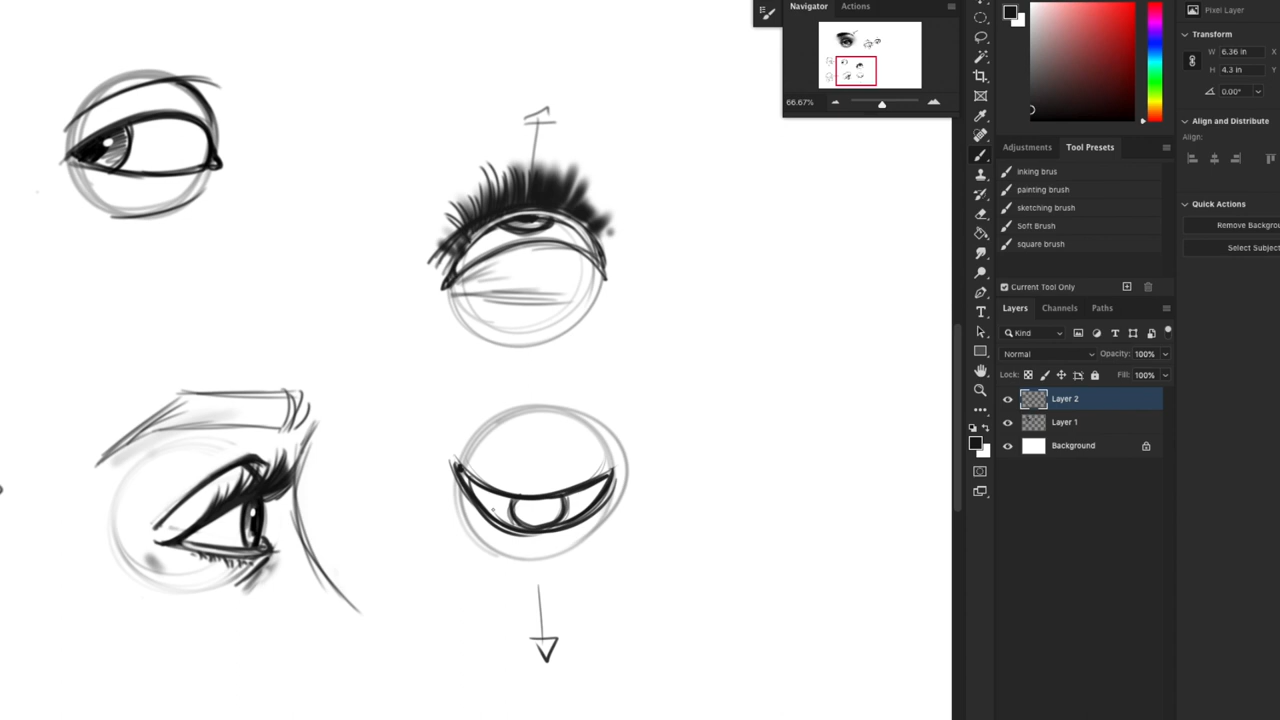 Navigator Actions
66.67%
Adjustments Tool Presets
inking brus
painting brush
sketching brush
Soft Brush
square brush
Current Tool Only
Layers Channels Paths
Kind
Normal Opacity: 100%
Lock: Fill: 100%
Layer 2
Layer 1
Background
Pixel Layer
Transform
W 6.36 in
H 4.3 in
0.00°
Align and Distribute
Align:
Quick Actions
Remove Backgrou
Select Subject